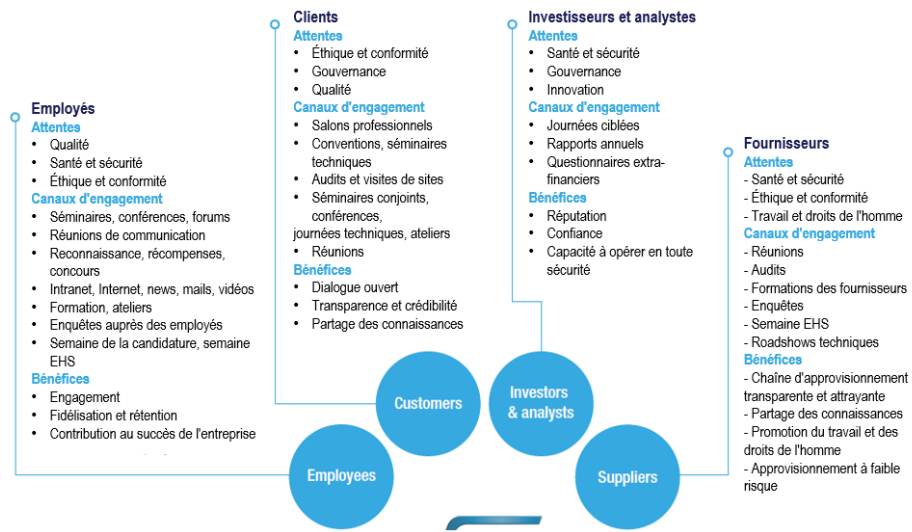 Employés
Attentes
• Qualité
• Santé et sécurité
• Éthique et conformité
Canaux d'engagement
• Séminaires, conférences, forums
• Réunions de communication
• Reconnaissance, récompenses,
concours
• Intranet, Internet, news, mails, vidéos
• Formation, ateliers
• Enquêtes auprès des employés
• Semaine de la candidature, semaine
EHS
Bénéfices
• Engagement
• Fidélisation et rétention
• Contribution au succès de l'entreprise
Clients
Attentes
• Éthique et conformité
• Gouvernance
• Qualité
Canaux d'engagement
• Salons professionnels
• Conventions, séminaires
techniques
• Audits et visites de sites
• Séminaires conjoints,
conférences,
journées techniques, ateliers
• Réunions
Bénéfices
• Dialogue ouvert
• Transparence et crédibilité
• Partage des connaissances
Investisseurs et analystes
Attentes
• Santé et sécurité
• Gouvernance
• Innovation
Canaux d'engagement
• Journées ciblées
• Rapports annuels
• Questionnaires extra-
financiers
Bénéfices
• Réputation
• Confiance
• Capacité à opérer en toute
sécurité
Fournisseurs
Attentes
- Santé et sécurité
- Éthique et conformité
- Travail et droits de l'homme
Canaux d'engagement
- Réunions
- Audits
- Formations des fournisseurs
- Enquêtes
- Semaine EHS
- Roadshows techniques
Bénéfices
- Chaîne d'approvisionnement
transparente et attrayante
- Partage des connaissances
- Promotion du travail et des
droits de l'homme
- Approvisionnement à faible
risque
Employees
Customers
Investors
& analysts
Suppliers